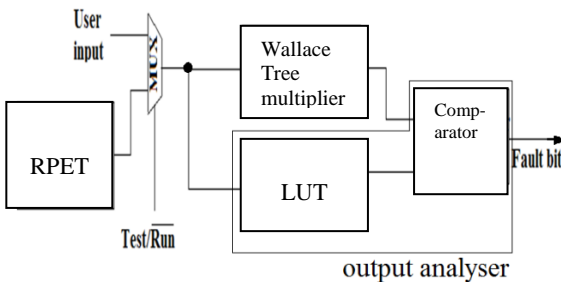 User
input
MUX
RPET
Test/Run
Wallace
Tree
multiplier
LUT
Comp-
arator
Fault bit
output analyser